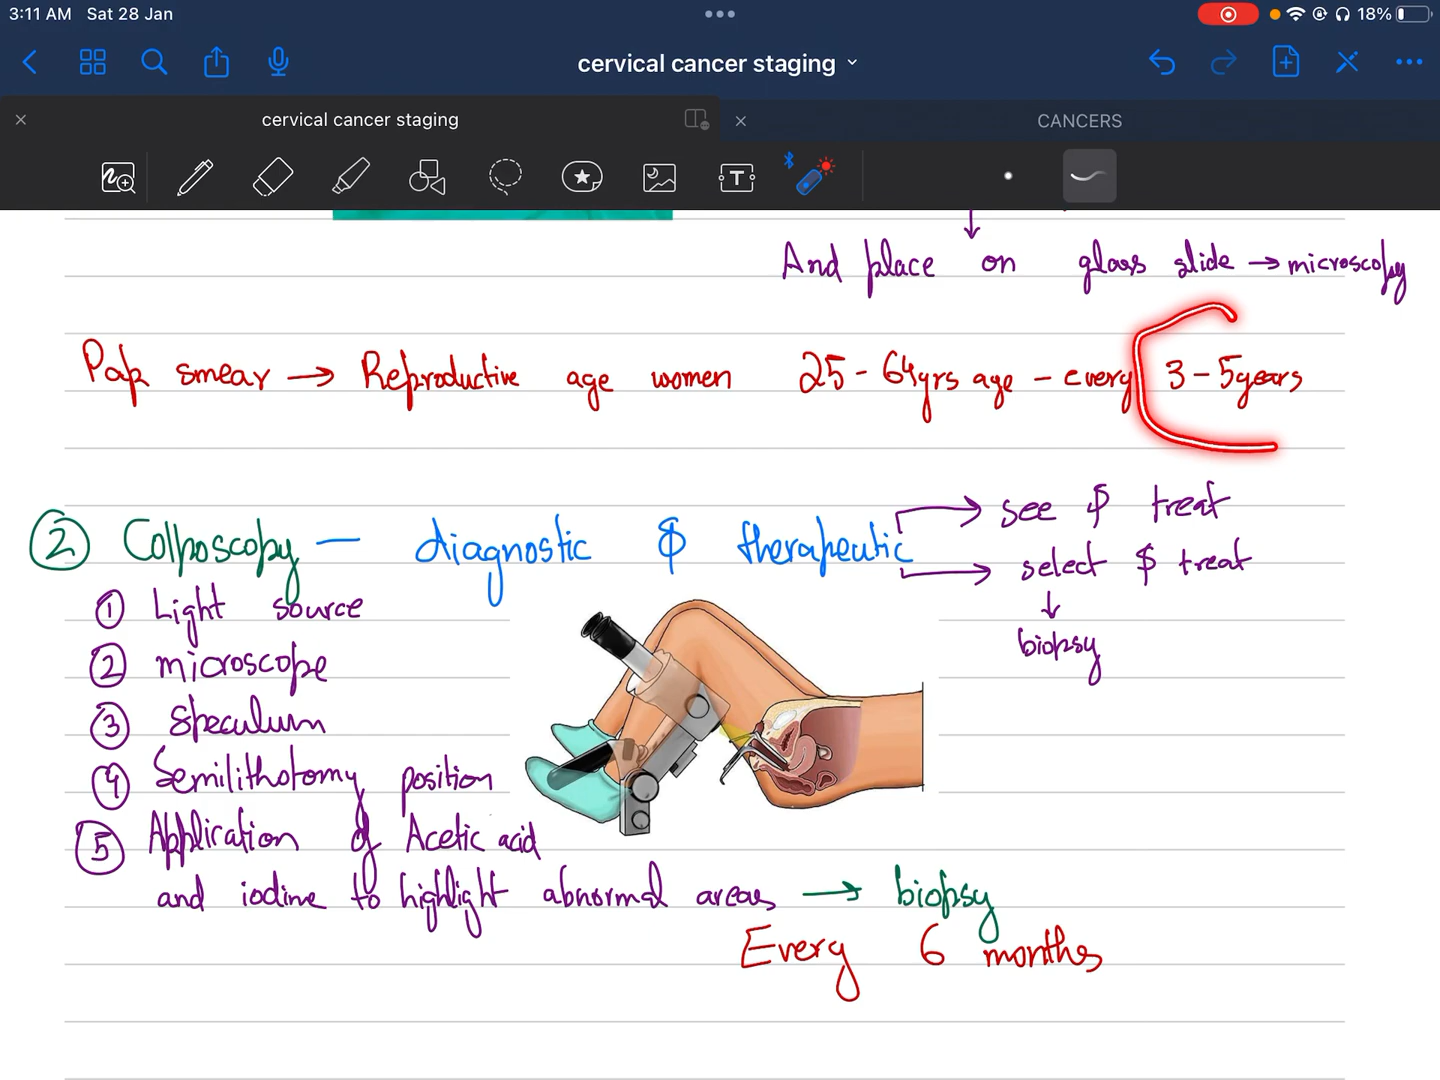 3:11 AM Sat 28 Jan
18%
cervical cancer staging
cervical cancer staging
CANCERS
And place on glass slide → microscopy
Pap smear → Reproductive age women 25 - 64yrs age - every 3 - 5years
② Colposcopy — diagnostic & therapeutic
→ see & treat
→ select & treat
↓
biopsy
① Light source
② microscope
③ Speculum
④ Semilithotomy position
⑤ Application of Acetic acid
and iodine to highlight abnormal areas → biopsy
Every 6 months